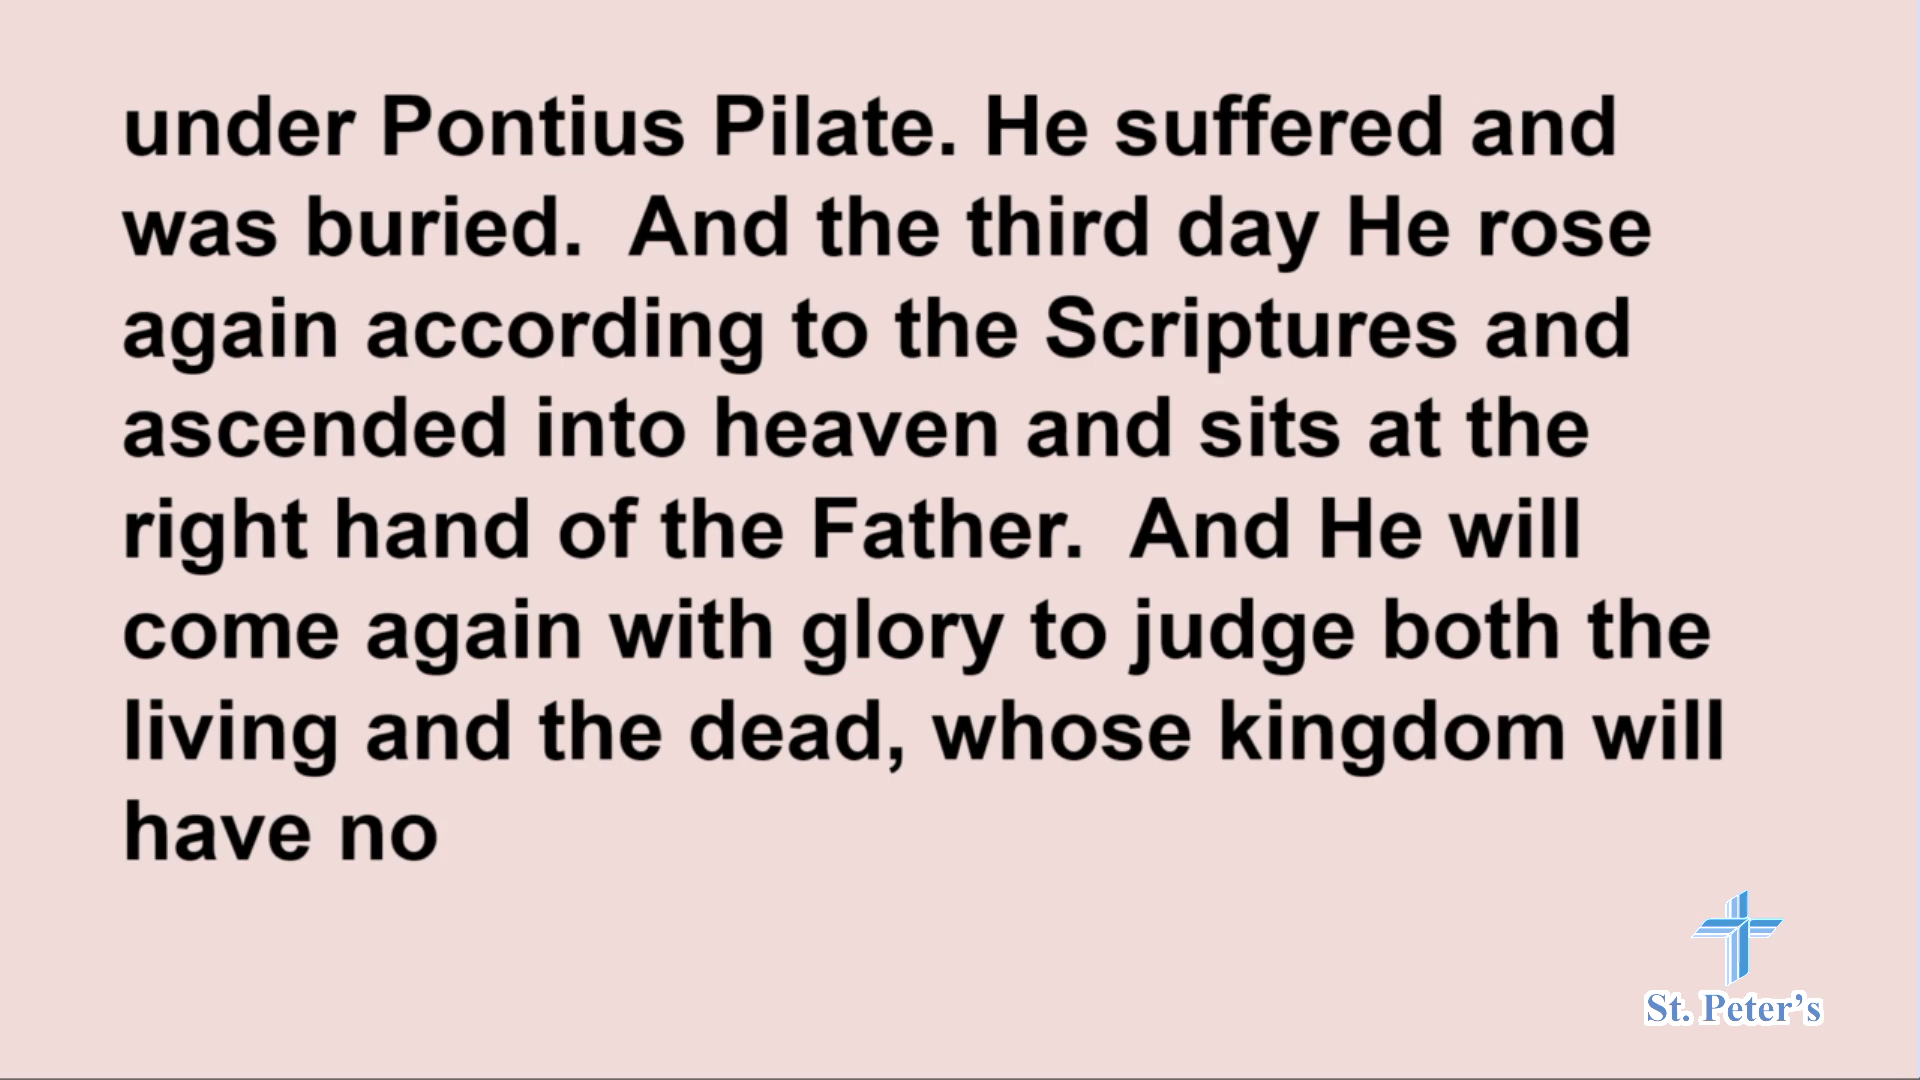 under Pontius Pilate. He suffered and
was buried.  And the third day He rose
again according to the Scriptures and
ascended into heaven and sits at the
right hand of the Father.  And He will
come again with glory to judge both the
living and the dead, whose kingdom will
have no
St. Peter’s